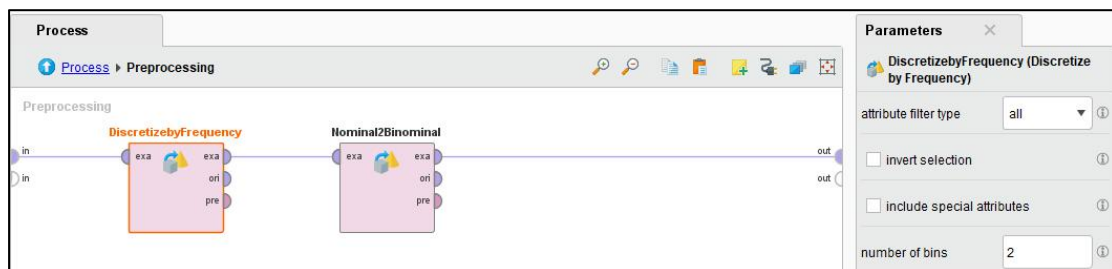 Process
Process ▸ Preprocessing
Preprocessing
DiscretizebyFrequency
Nominal2Binominal
in
exa
exa
exa
exa
out
in
ori
ori
out
pre
pre
Parameters
DiscretizebyFrequency (Discretize
by Frequency)
attribute filter type
all
invert selection
include special attributes
number of bins
2